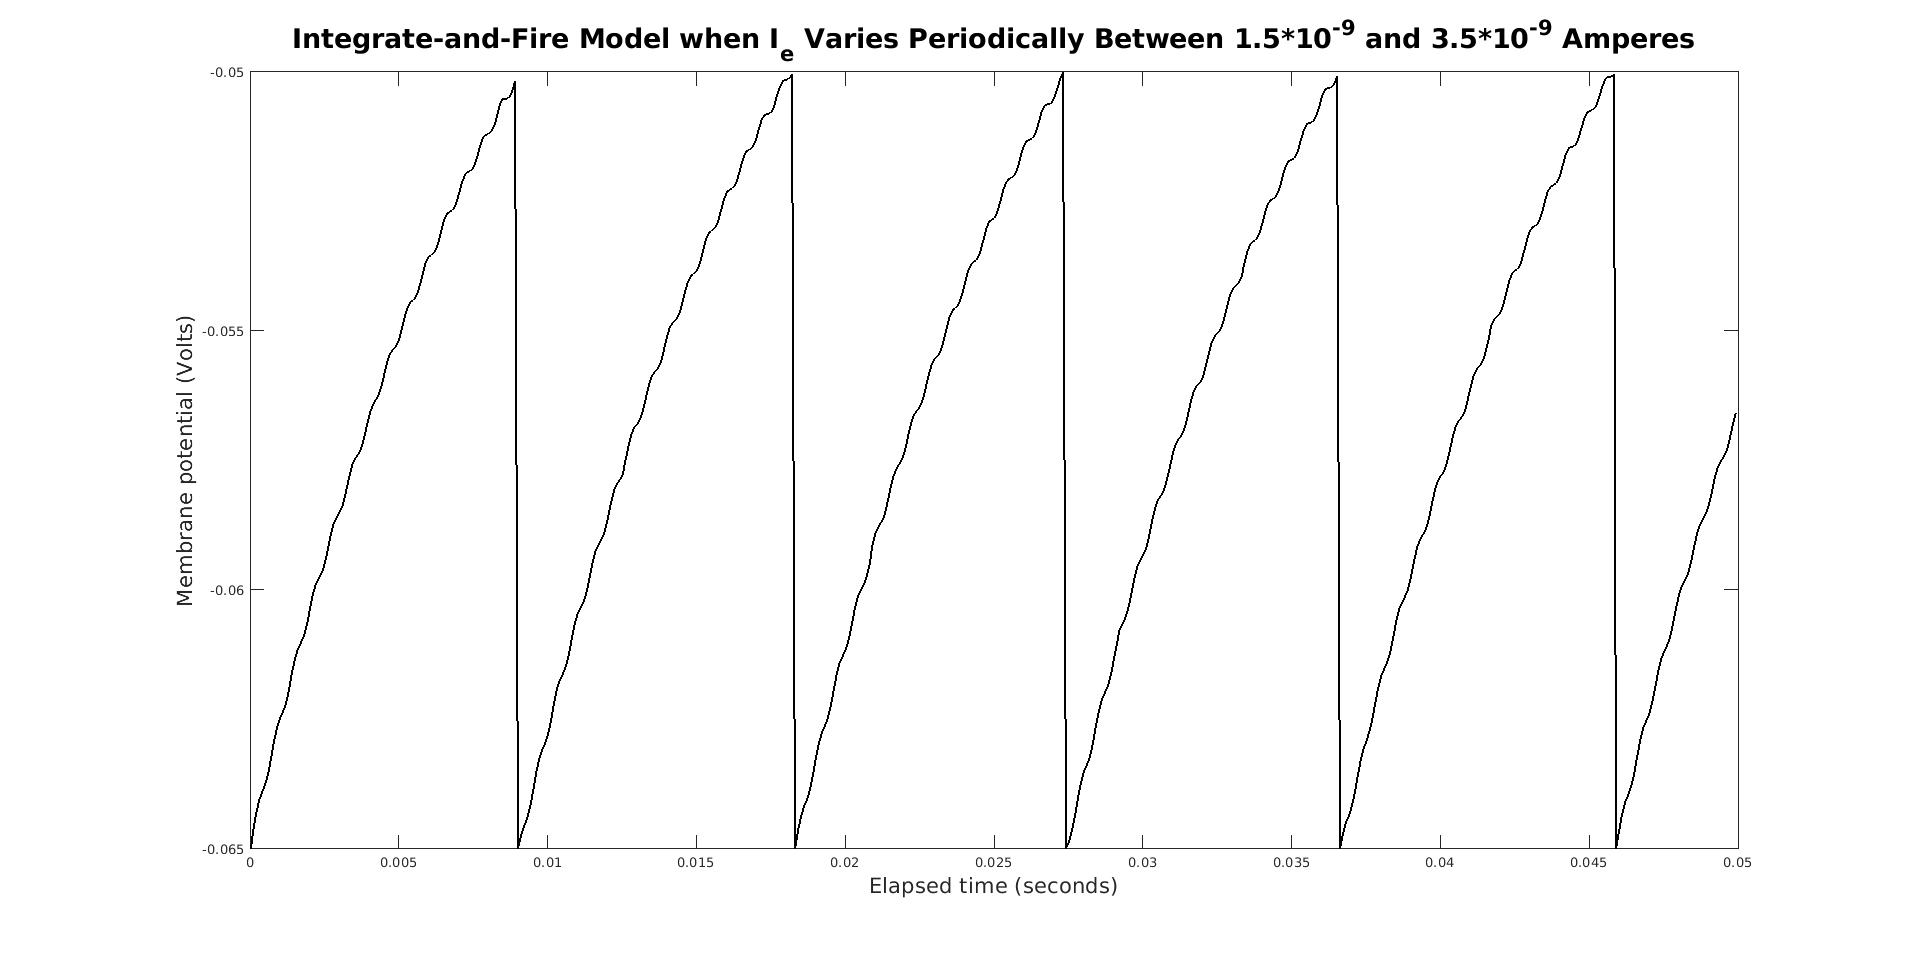 Integrate-and-Fire Model when Iₑ Varies Periodically Between 1.5*10⁻⁹ and 3.5*10⁻⁹ Amperes
-0.05
-0.055
-0.06
-0.065
Membrane potential (Volts)
0 0.005 0.01 0.015 0.02 0.025 0.03 0.035 0.04 0.045 0.05
Elapsed time (seconds)